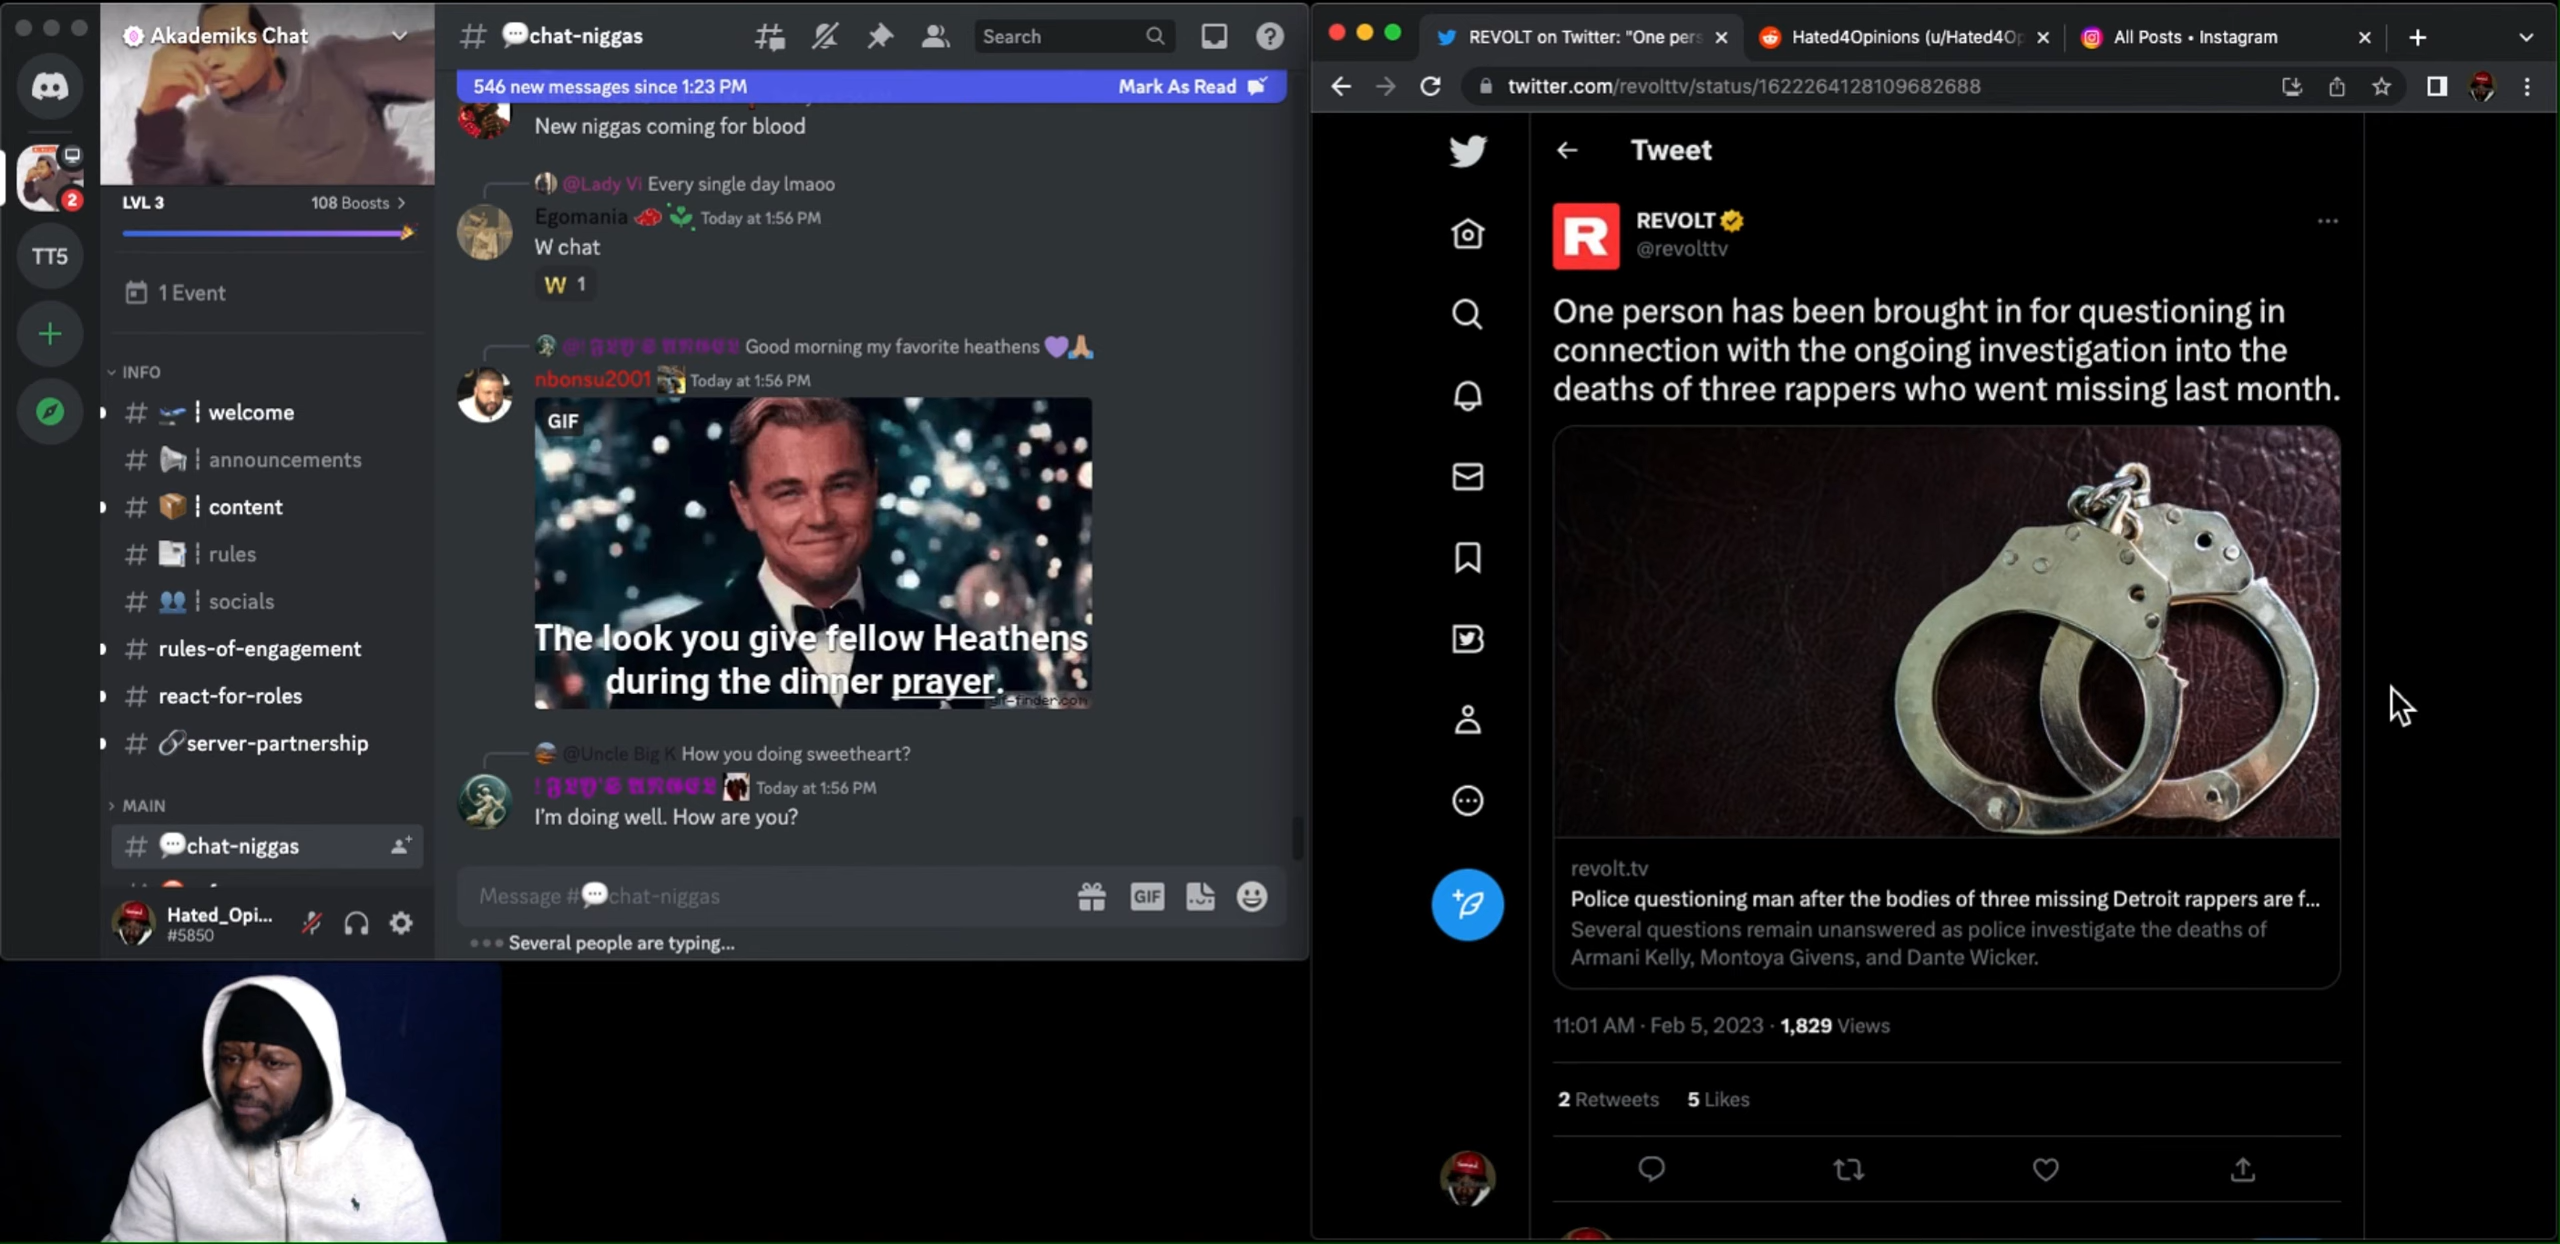 Akademiks Chat
LVL 3
108 Boosts >
1 Event
INFO
# welcome
# announcements
# content
# rules
# socials
# rules-of-engagement
# react-for-roles
# server-partnership
MAIN
# chat-niggas
Hated_Opi...
#5850
2
TT5
# chat-niggas
Search
546 new messages since 1:23 PM
Mark As Read
New niggas coming for blood
@Lady Vi Every single day lmaoo
Egomania Today at 1:56 PM
W chat
W 1
Good morning my favorite heathens
nbonsu2001 Today at 1:56 PM
GIF
The look you give fellow Heathens
during the dinner prayer.
@Uncle Big K How you doing sweetheart?
Today at 1:56 PM
I'm doing well. How are you?
Message # chat-niggas
GIF
Several people are typing...
REVOLT on Twitter: "One pers
Hated4Opinions (u/Hated4Op
All Posts • Instagram
twitter.com/revolttv/status/1622264128109682688
Tweet
R
REVOLT
@revolttv
One person has been brought in for questioning in
connection with the ongoing investigation into the
deaths of three rappers who went missing last month.
revolt.tv
Police questioning man after the bodies of three missing Detroit rappers are f...
Several questions remain unanswered as police investigate the deaths of
Armani Kelly, Montoya Givens, and Dante Wicker.
11:01 AM · Feb 5, 2023 · 1,829 Views
2 Retweets 5 Likes